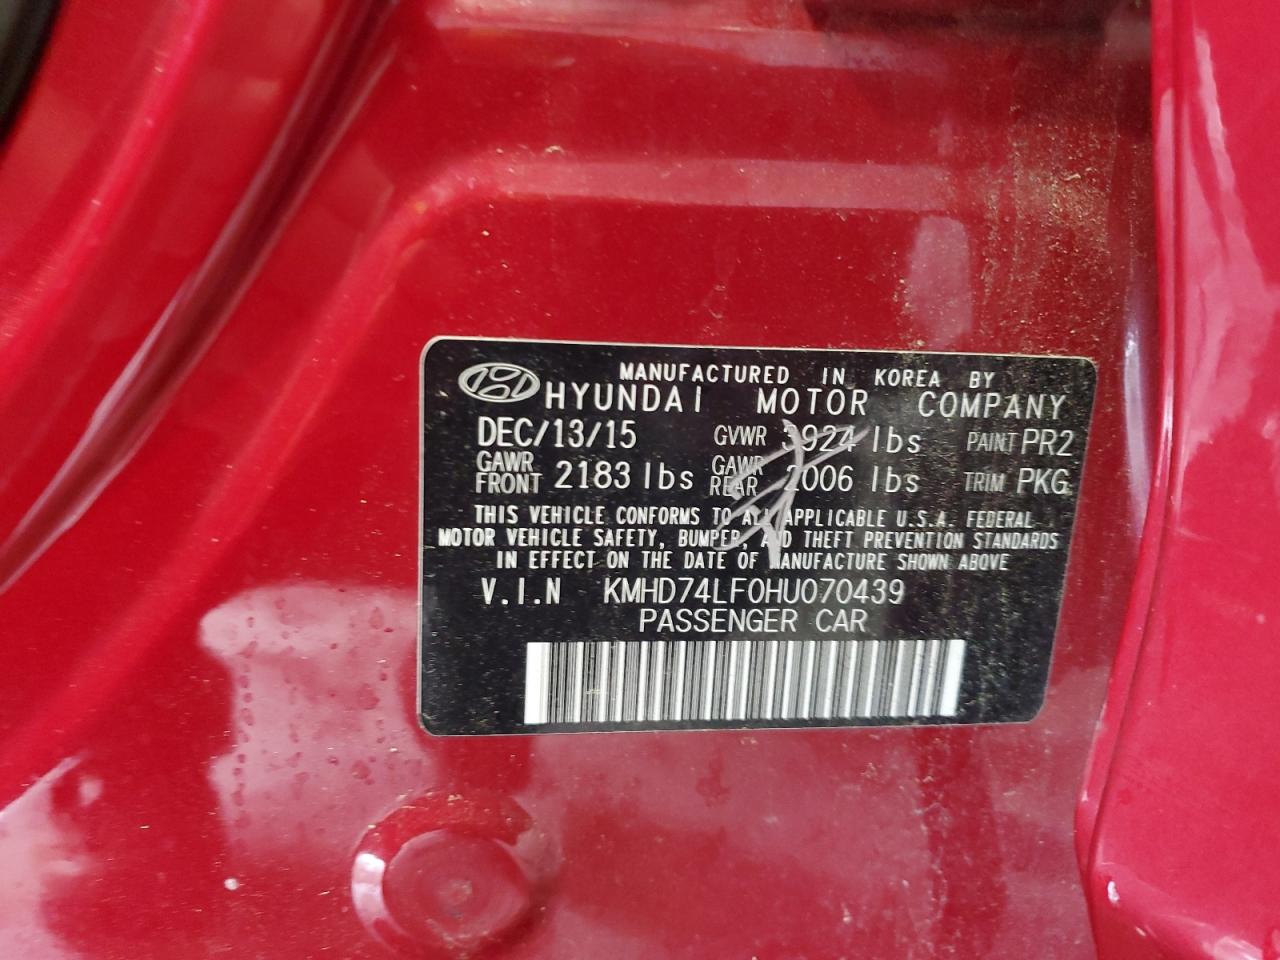 MANUFACTURED IN KOREA BY
HYUNDAI MOTOR COMPANY
DEC/13/15 GVWR 3924 lbs PAINT PR2
GAWR FRONT 2183 lbs GAWR REAR 2006 lbs TRIM PKG
THIS VEHICLE CONFORMS TO ALL APPLICABLE U.S.A. FEDERAL
MOTOR VEHICLE SAFETY, BUMPER, AND THEFT PREVENTION STANDARDS
IN EFFECT ON THE DATE OF MANUFACTURE SHOWN ABOVE
V.I.N KMHD74LF0HU070439
PASSENGER CAR